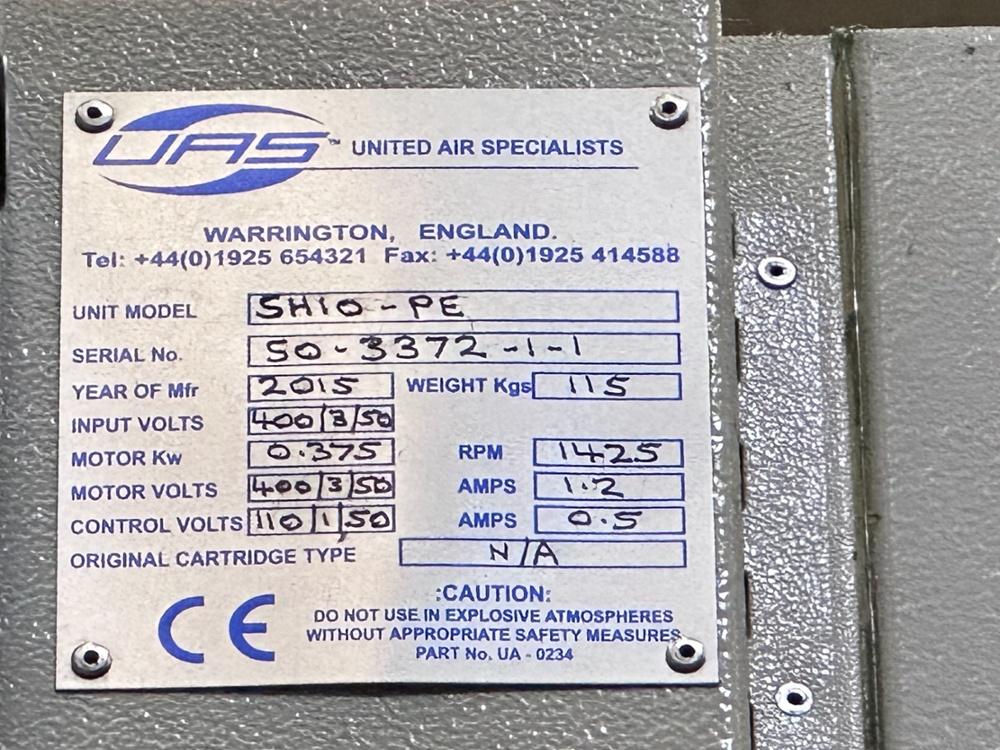 UAS™ UNITED AIR SPECIALISTS
WARRINGTON, ENGLAND.
Tel: +44(0)1925 654321 Fax: +44(0)1925 414588
UNIT MODEL SH10-PE
SERIAL No. 50-3372-1-1
YEAR OF Mfr 2015 WEIGHT Kgs 115
INPUT VOLTS 400/3/50
MOTOR Kw 0.375 RPM 1425
MOTOR VOLTS 400/3/50 AMPS 1.2
CONTROL VOLTS 110/1/50 AMPS 0.5
ORIGINAL CARTRIDGE TYPE N/A
:CAUTION:
DO NOT USE IN EXPLOSIVE ATMOSPHERES
WITHOUT APPROPRIATE SAFETY MEASURES
PART No. UA - 0234
CE